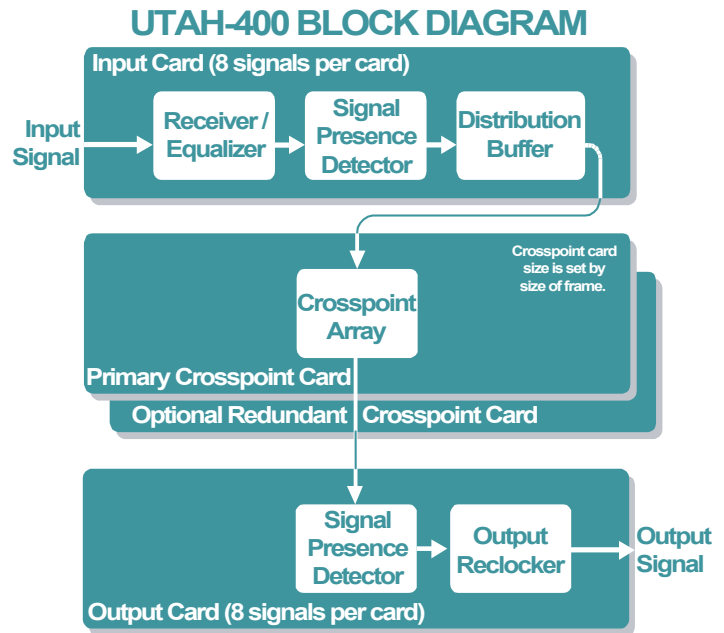 UTAH-400 BLOCK DIAGRAM
Input Card (8 signals per card)
Input
Signal
Receiver /
Equalizer
Signal
Presence
Detector
Distribution
Buffer
Crosspoint card
size is set by
size of frame.
Crosspoint
Array
Primary Crosspoint Card
Optional Redundant Crosspoint Card
Signal
Presence
Detector
Output
Reclocker
Output
Signal
Output Card (8 signals per card)